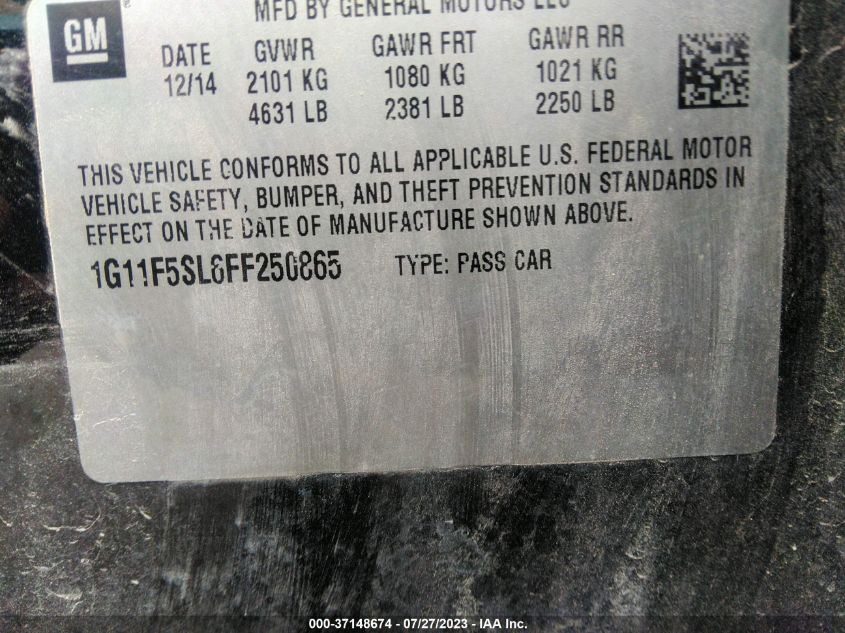 GM
®
MFD BY GENERAL MOTORS LLC
DATE GVWR GAWR FRT GAWR RR
12/14 2101 KG 1080 KG 1021 KG
4631 LB 2381 LB 2250 LB
THIS VEHICLE CONFORMS TO ALL APPLICABLE U.S. FEDERAL MOTOR
VEHICLE SAFETY, BUMPER, AND THEFT PREVENTION STANDARDS IN
EFFECT ON THE DATE OF MANUFACTURE SHOWN ABOVE.
1G11F5SL6FF250865 TYPE: PASS CAR
000-37148674 - 07/27/2023 - IAA Inc.